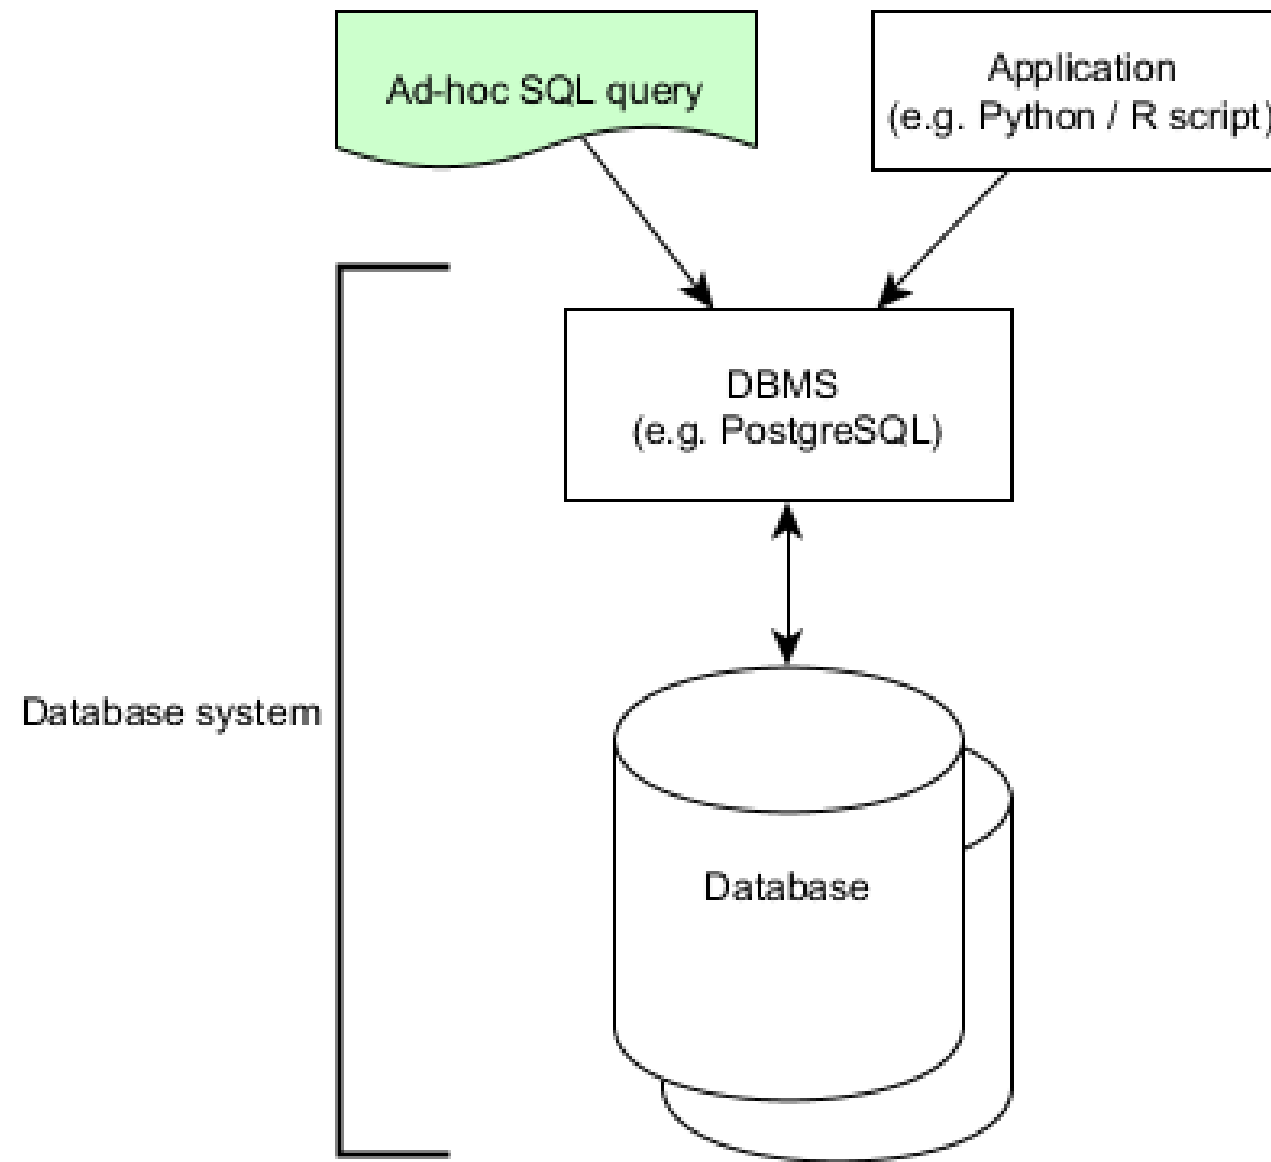 Ad-hoc SQL query
Application
(e.g. Python / R script)
DBMS
(e.g. PostgreSQL)
Database system
Database